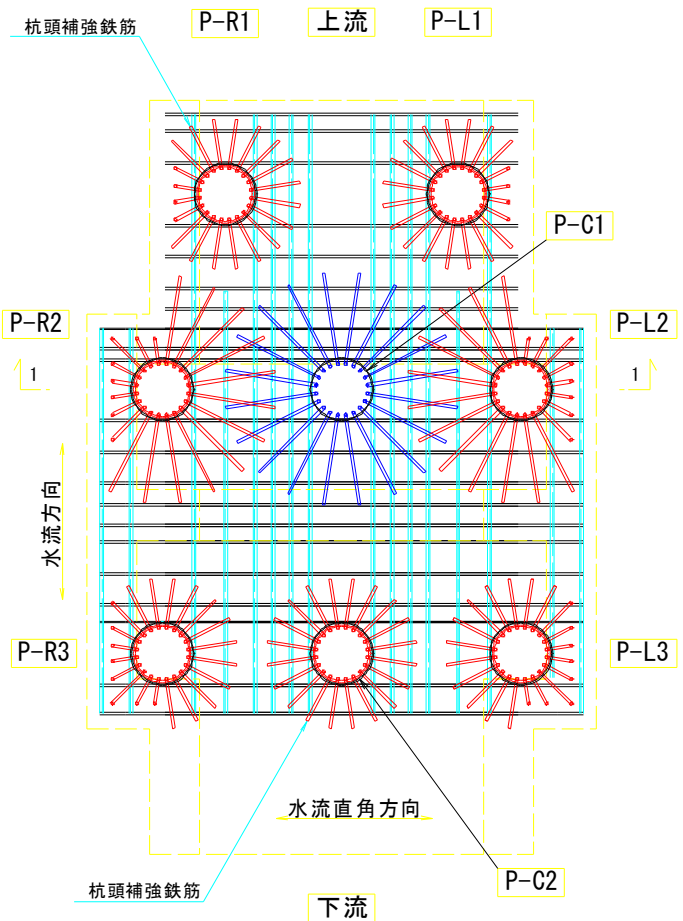 P-R1
上流
P-L1
杭頭補強鉄筋
P-C1
P-R2
P-L2
1
1
水流方向
P-R3
P-L3
水流直角方向
杭頭補強鉄筋
P-C2
下流